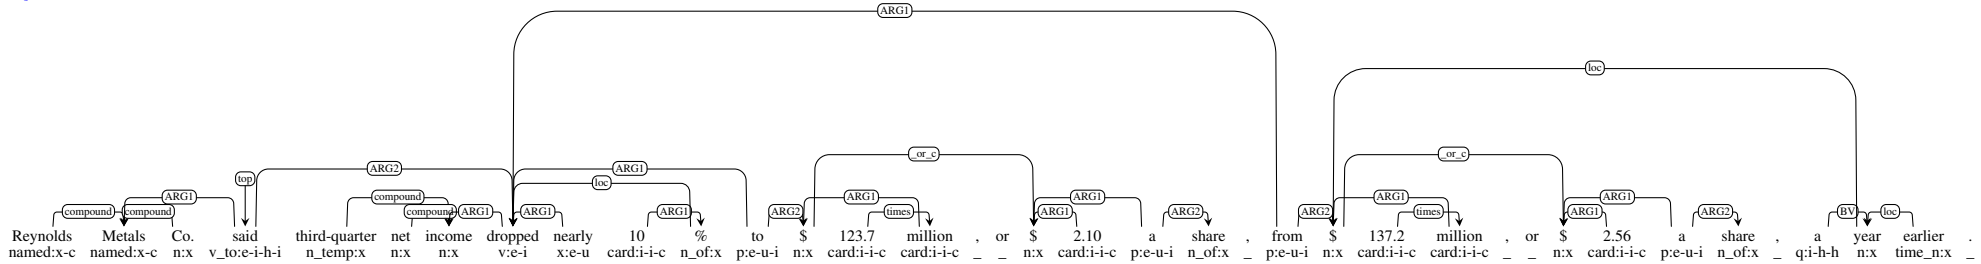 ARG1
loc
_or_c _or_c
ARG2 ARG1
top loc
ARG1 compound ARG1 ARG1 ARG1 ARG1
compound compound compound ARG1 ARG1 ARG1 ARG2 times ARG1 ARG2 ARG2 times ARG1 ARG2 BV loc
Reynolds Metals Co. said third-quarter net income dropped nearly 10 % to $ 123.7 million , or $ 2.10 a share , from $ 137.2 million , or $ 2.56 a share , a year earlier .
named:x-c named:x-c n:x v_to:e-i-h-i n_temp:x n:x n:x v:e-i x:e-u card:i-i-c n_of:x p:e-u-i n:x card:i-i-c card:i-i-c _ _ n:x card:i-i-c p:e-u-i n_of:x _ p:e-u-i n:x card:i-i-c card:i-i-c _ _ n:x card:i-i-c p:e-u-i n_of:x _ q:i-h-h n:x time_n:x _